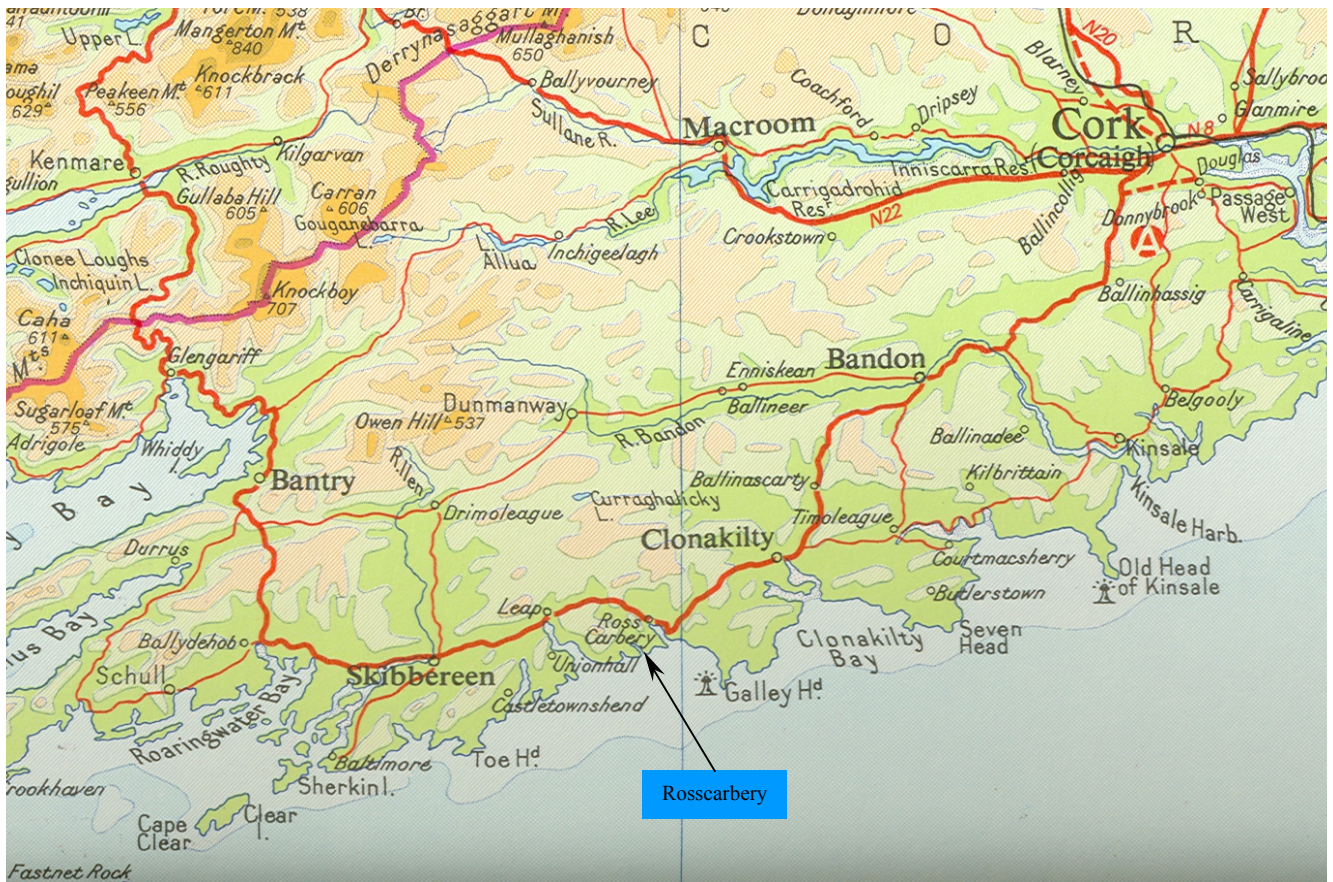 Upper L.
Mangerton Mt
840
Knockbrack
611
Peakeen Mt.
556
629
Derrynasaggart M
Mullaghanish
650
Ballyvourney
Sullane R.
C
O
R
N20
Blarney
Coachford
Dripsey
Sallybroo
Glanmire
Macroom
Cork
(Corcaigh)
N8
Kenmare
R. Roughty
Kilgarvan
Gullaba Hill
605
Carran
606
Gouganebarra
L.
R. Lee
L.
Allua
Inchigeelagh
Carrigadrohid
Resr
Inniscarra Resr
N22
Crookstown
Ballincollig
Douglas
Donnybrook
Passage
West
A
Clonee Loughs
Inchiquin L.
Knockboy
707
Ballinhassig
Carrigaline
Caha
611
Mts
Glengariff
Sugarloaf Mt.
575
Adrigole
Whiddy
I.
Bay
Bantry
Owen Hill 537
Dunmanway
Enniskean
Ballineer
Bandon
R. Bandon
Belgooly
Ballinadee
Kinsale
Kilbrittain
Kinsale Harb.
R. Ilen
Drimoleague
Curraghalicky
L.
Ballinascarty
Timoleague
Clonakilty
Courtmacsherry
Old Head
of Kinsale
Butlerstown
Seven
Head
Clonakilty
Bay
Durrus
lus Bay
Ballydehob
Schull
Leap
Ross
Carbery
Unionhall
Skibbereen
Castletownshend
Galley Hd.
Roaringwater Bay
Baltimore
Toe Hd.
Sherkin I.
rookhaven
Cape
Clear
Clear
I.
Fastnet Rock
Rosscarbery